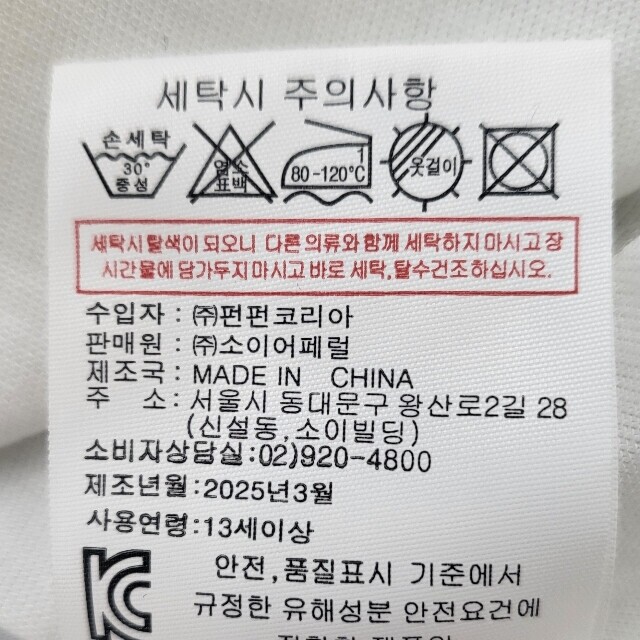 세탁시 주의사항
손세탁
30°
중성
염소
표백
1
80-120℃
옷걸이
세탁시 탈색이 되오니 다른 의류와 함께 세탁하지 마시고 장
시간 물에 담가두지 마시고 바로 세탁,탈수건조하십시오.
수입자 : ㈜펀펀코리아
판매원 : ㈜소이어페럴
제조국 : MADE IN CHINA
주 소 : 서울시 동대문구 왕산로2길 28
(신설동,소이빌딩)
소비자상담실:02)920-4800
제조년월:2025년3월
사용연령:13세이상
안전,품질표시 기준에서
규정한 유해성분 안전요건에